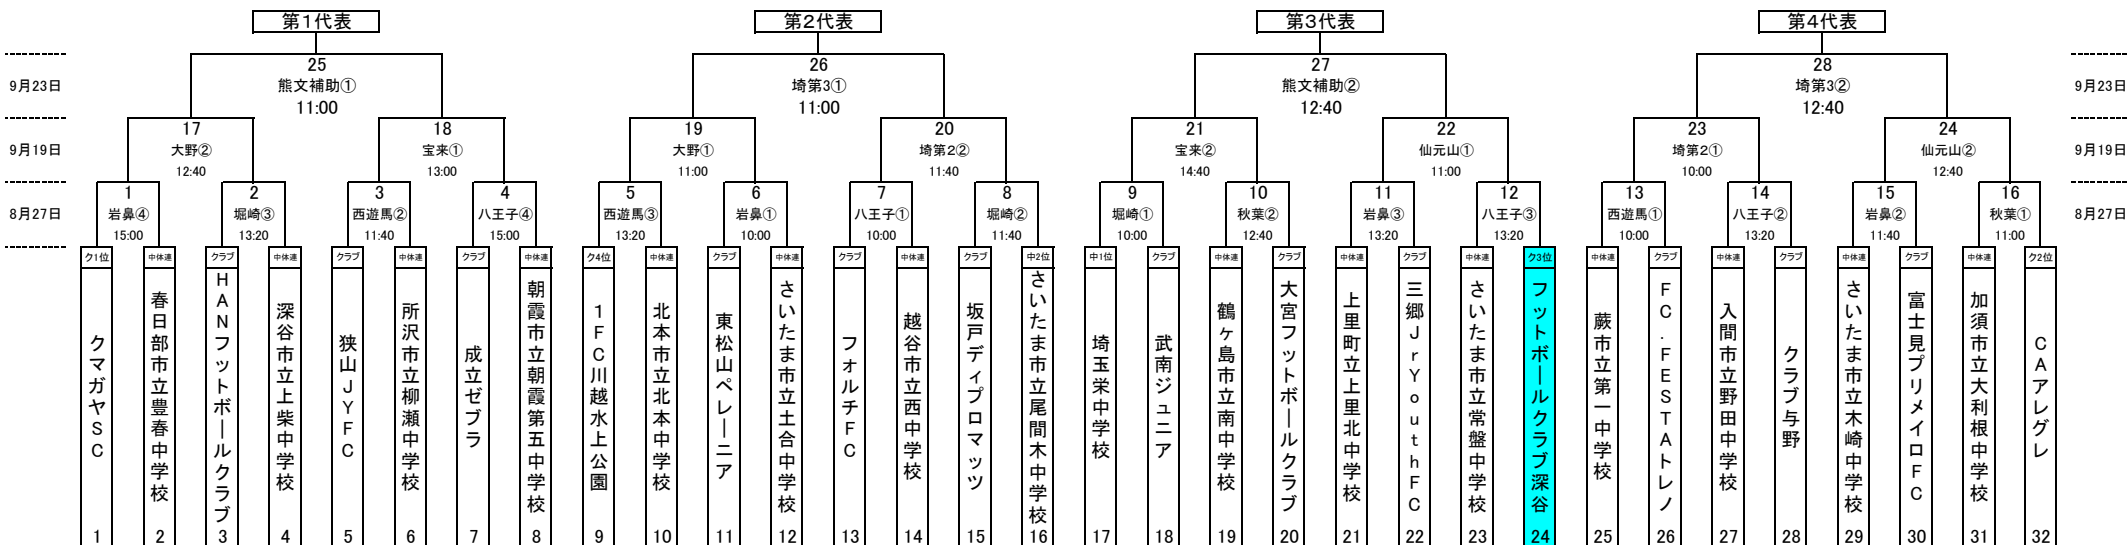 第1代表
第2代表
第3代表
第4代表
9月23日
25
熊文補助①
11:00
26
埼第3①
11:00
27
熊文補助②
12:40
28
埼第3②
12:40
9月23日
9月19日
17
大野②
12:40
18
宝来①
13:00
19
大野①
11:00
20
埼第2②
11:40
21
宝来②
14:40
22
仙元山①
11:00
23
埼第2①
10:00
24
仙元山②
12:40
9月19日
8月27日
1
岩鼻④
15:00
2
堀崎③
13:20
3
西遊馬②
11:40
4
八王子④
15:00
5
西遊馬③
13:20
6
岩鼻①
10:00
7
八王子①
10:00
8
堀崎②
11:40
9
堀崎①
10:00
10
秋葉②
12:40
11
岩鼻③
13:20
12
八王子③
13:20
13
西遊馬①
10:00
14
八王子②
13:20
15
岩鼻②
11:40
16
秋葉①
11:00
8月27日
ク1位
クマガヤSC
1
中体連
春日部市立豊春中学校
2
クラブ
HANフットボールクラブ
3
中体連
深谷市立上柴中学校
4
クラブ
狭山JYFC
5
中体連
所沢市立柳瀬中学校
6
クラブ
成立ゼブラ
7
中体連
朝霞市立朝霞第五中学校
8
ク4位
1FC川越水上公園
9
中体連
北本市立北本中学校
10
クラブ
東松山ペレーニア
11
中体連
さいたま市立土合中学校
12
クラブ
フォルチFC
13
中体連
越谷市立西中学校
14
クラブ
坂戸ディプロマッツ
15
中2位
さいたま市立尾間木中学校
16
中1位
埼玉栄中学校
17
クラブ
武南ジュニア
18
中体連
鶴ヶ島市立南中学校
19
クラブ
大宮フットボールクラブ
20
中体連
上里町立上里北中学校
21
クラブ
三郷JrYouthFC
22
中体連
さいたま市立常盤中学校
23
ク3位
フットボールクラブ深谷
24
中体連
蕨市立第一中学校
25
クラブ
FC.FESTAトレノ
26
中体連
入間市立野田中学校
27
クラブ
クラブ与野
28
中体連
さいたま市立木崎中学校
29
クラブ
富士見プリメイロFC
30
中体連
加須市立大利根中学校
31
ク2位
CAアレグレ
32